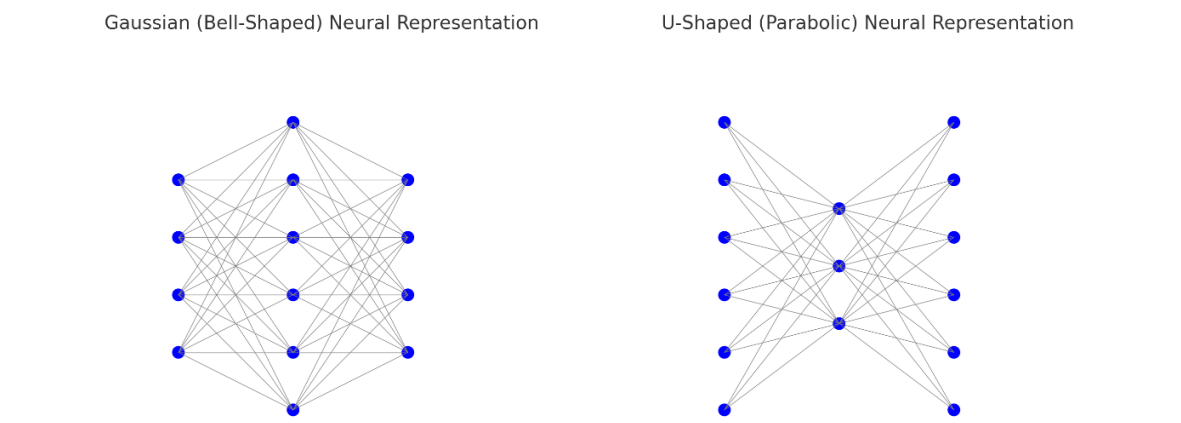 Gaussian (Bell-Shaped) Neural Representation
U-Shaped (Parabolic) Neural Representation